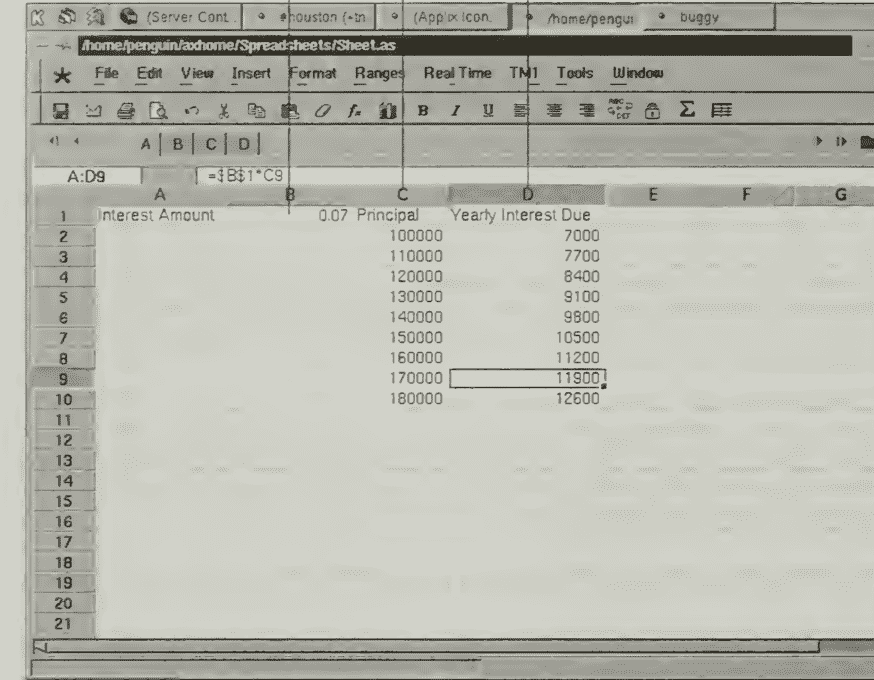 (Server Cont. houston (Applix Icon. /home/pengui buggy
/home/penguin/axhome/Spreadsheets/Sheet.as
File Edit View Insert Format Ranges Real Time TM1 Tools Window
B I U Σ
A B C D
A:D9 =$B$1*C9
A B C D E F G
1 Interest Amount 0.07 Principal Yearly Interest Due
2 100000 7000
3 110000 7700
4 120000 8400
5 130000 9100
6 140000 9800
7 150000 10500
8 160000 11200
9 170000 11900
10 180000 12600
11
12
13
14
15
16
17
18
19
20
21